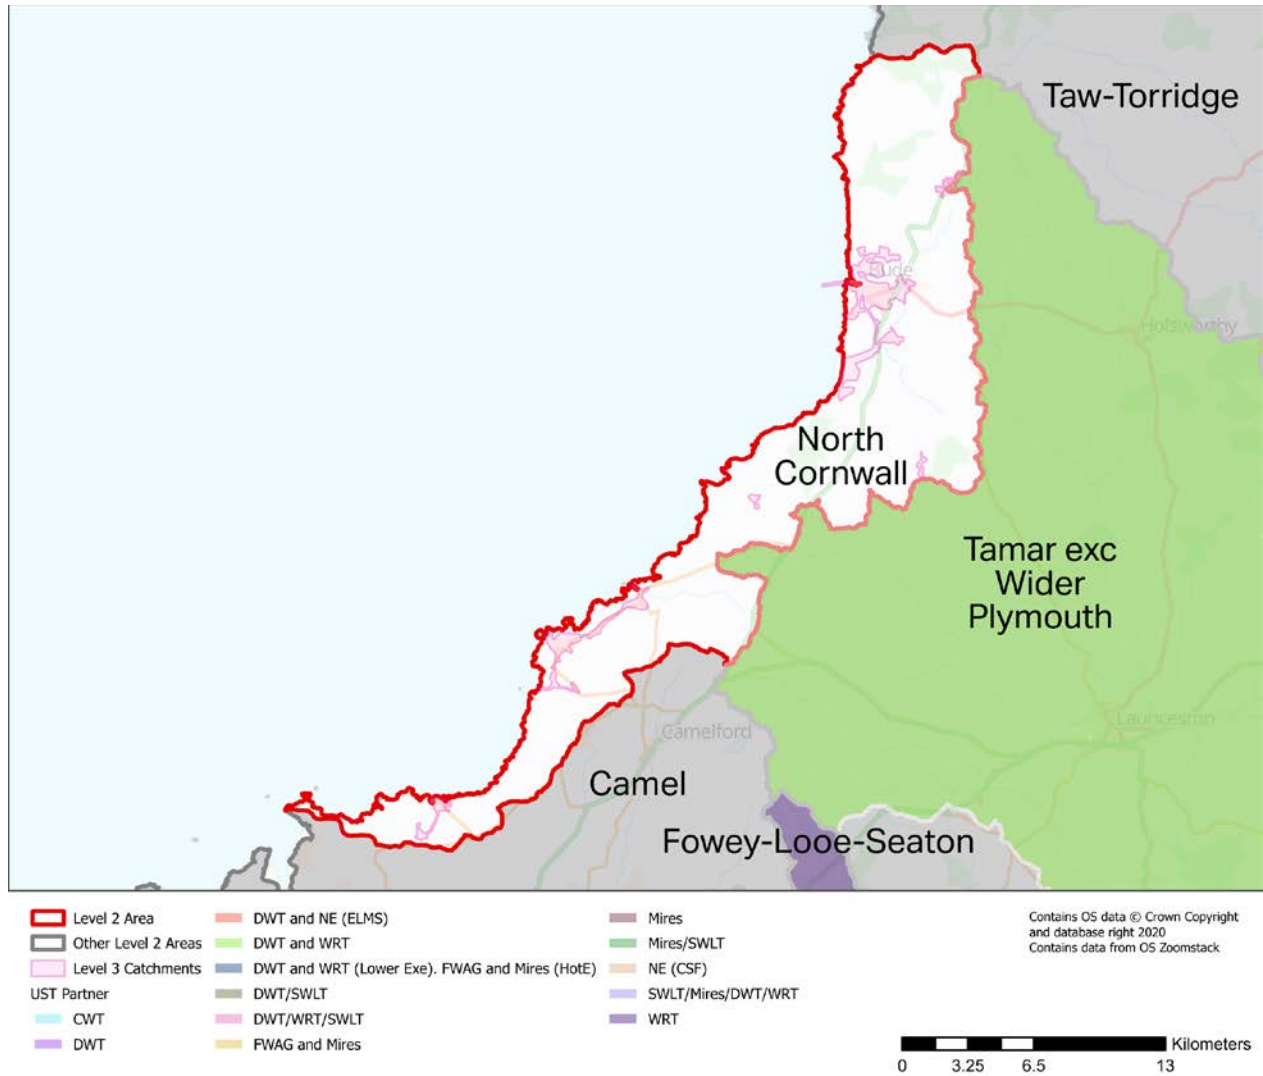 Taw-Torridge
Bude
Holsworthy
North
Cornwall
Tamar exc
Wider
Plymouth
Launceston
Camelford
Camel
Fowey-Looe-Seaton
Level 2 Area
Other Level 2 Areas
Level 3 Catchments
UST Partner
CWT
DWT
DWT and NE (ELMS)
DWT and WRT
DWT and WRT (Lower Exe). FWAG and Mires (HotE)
DWT/SWLT
DWT/WRT/SWLT
FWAG and Mires
Mires
Mires/SWLT
NE (CSF)
SWLT/Mires/DWT/WRT
WRT
Contains OS data © Crown Copyright
and database right 2020
Contains data from OS Zoomstack
Kilometers
0 3.25 6.5 13